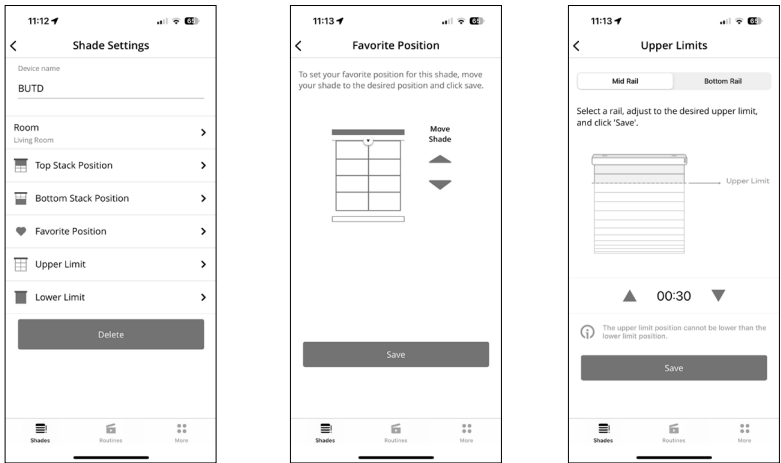 11:12
65
Shade Settings
Device name
BUTD
Room
Living Room
Top Stack Position
Bottom Stack Position
Favorite Position
Upper Limit
Lower Limit
Delete
Shades
Routines
More
11:13
65
Favorite Position
To set your favorite position for this shade, move
your shade to the desired position and click save.
Move
Shade
Save
Shades
Routines
More
11:13
65
Upper Limits
Mid Rail
Bottom Rail
Select a rail, adjust to the desired upper limit,
and click 'Save'.
Upper Limit
00:30
The upper limit position cannot be lower than the
lower limit position.
Save
Shades
Routines
More